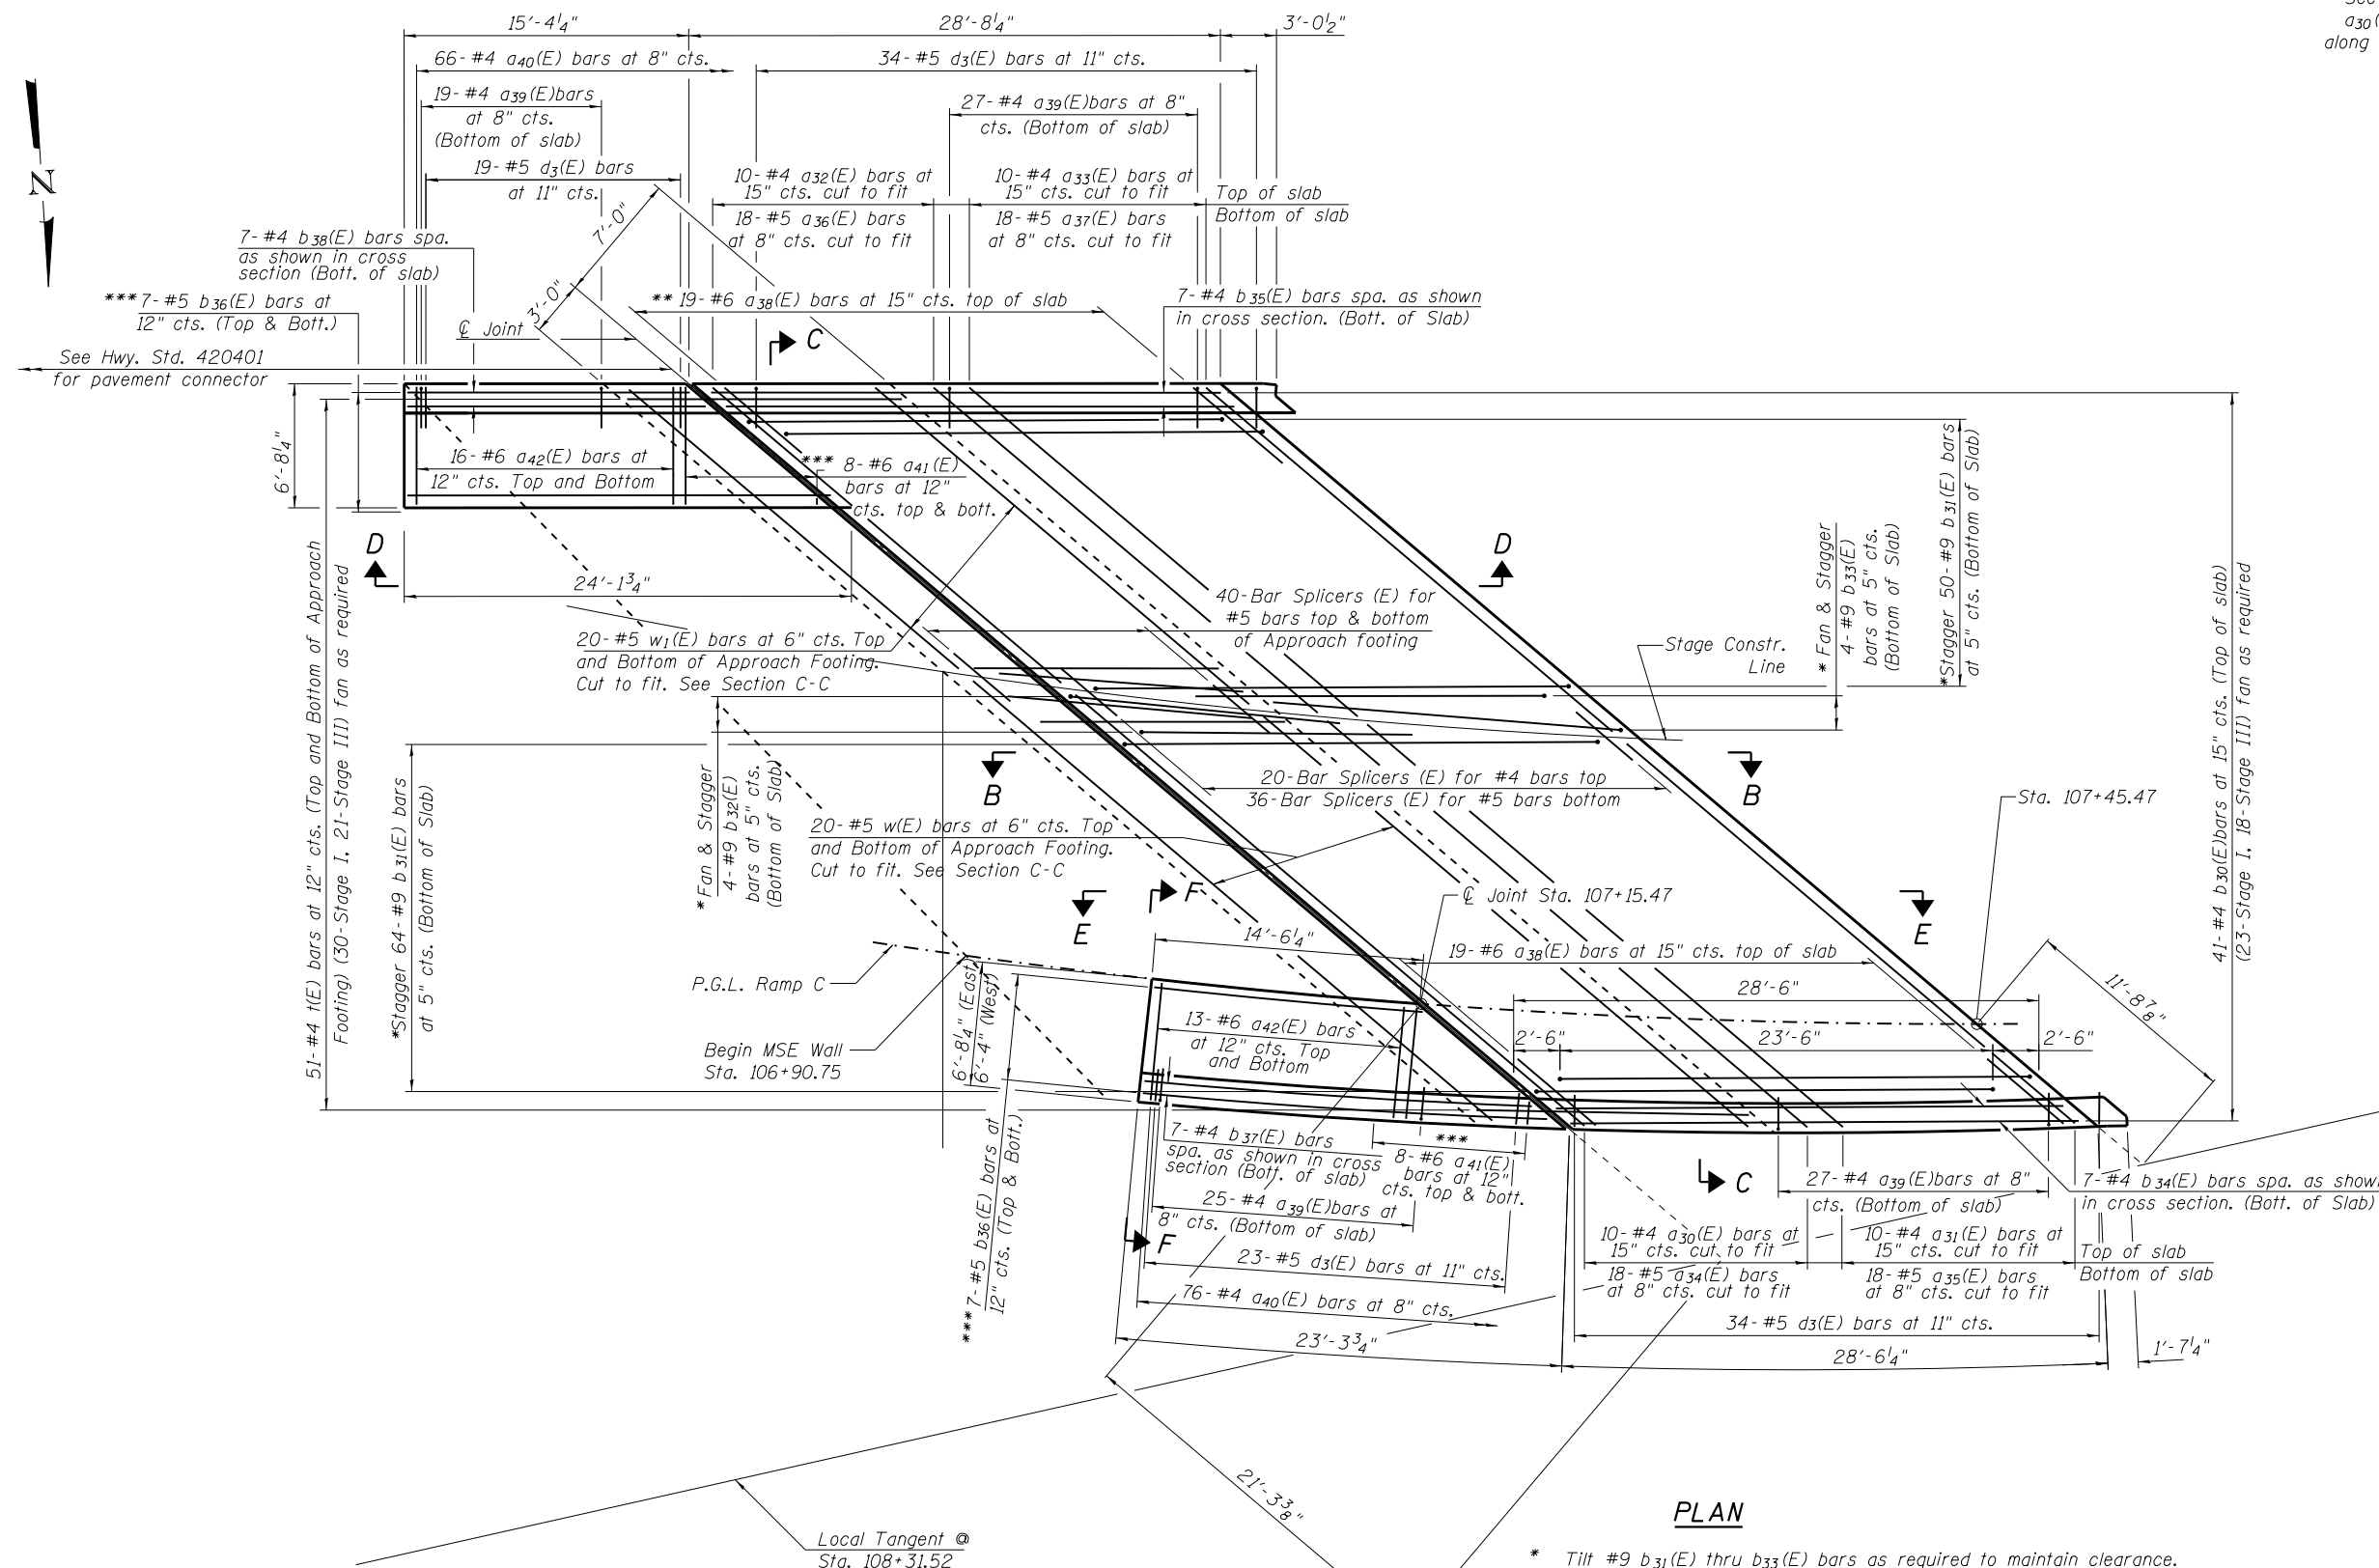 15'-4 1/4"
28'-8 1/4"
3'-0 1/2"
a30(
along
66-#4 a40(E) bars at 8" cts.
34-#5 d3(E) bars at 11" cts.
19-#4 a39(E)bars
at 8" cts.
(Bottom of slab)
27-#4 a39(E)bars at 8"
cts. (Bottom of slab)
19-#5 d3(E) bars
at 11" cts.
10-#4 a32(E) bars at
15" cts. cut to fit
18-#5 a36(E) bars
at 8" cts. cut to fit
10-#4 a33(E) bars at
15" cts. cut to fit
18-#5 a37(E) bars
at 8" cts. cut to fit
Top of slab
Bottom of slab
N
7'-0"
3'-0"
7-#4 b38(E) bars spa.
as shown in cross
section (Bott. of slab)
*** 7-#5 b36(E) bars at
12" cts. (Top & Bott.)
℄ Joint
** 19-#6 a38(E) bars at 15" cts. top of slab
7-#4 b35(E) bars spa. as shown
in cross section. (Bott. of Slab)
See Hwy. Std. 420401
for pavement connector
C
6'-8 1/4"
16-#6 a42(E) bars at
12" cts. Top and Bottom
*** 8-#6 a41(E)
bars at 12"
cts. top & bott.
D
D
24'-1 3/4"
51-#4 t(E) bars at 12" cts. (Top and Bottom of Approach
Footing) (30-Stage I, 21-Stage III) fan as required
20-#5 w1(E) bars at 6" cts. Top
and Bottom of Approach Footing.
Cut to fit. See Section C-C
40-Bar Splicers (E) for
#5 bars top & bottom
of Approach footing
Stage Constr.
Line
* Fan & Stagger
4-#9 b33(E)
bars at 5" cts.
(Bottom of Slab)
*Stagger 50-#9 b31(E) bars
at 5" cts. (Bottom of Slab)
41-#4 b30(E)bars at 15" cts. (Top of slab)
(23-Stage I, 18-Stage III) fan as required
*Stagger 64-#9 b31(E) bars
at 5" cts. (Bottom of Slab)
* Fan & Stagger
4-#9 b32(E)
bars at 5" cts.
(Bottom of Slab)
B
B
20-Bar Splicers (E) for #4 bars top
36-Bar Splicers (E) for #5 bars bottom
Sta. 107+45.47
20-#5 w(E) bars at 6" cts. Top
and Bottom of Approach Footing.
Cut to fit. See Section C-C
E
F
℄ Joint Sta. 107+15.47
E
14'-6 1/4"
19-#6 a38(E) bars at 15" cts. top of slab
11'-8 7/8"
P.G.L. Ramp C
28'-6"
2'-6"
23'-6"
2'-6"
6'-8 1/4" (East)
6'-4" (West)
13-#6 a42(E) bars
at 12" cts. Top
and Bottom
Begin MSE Wall
Sta. 106+90.75
*** 7-#5 b36(E) bars at
12" cts. (Top & Bott.)
7-#4 b37(E) bars
spa. as shown in cross
section (Bott. of slab)
***
8-#6 a41(E)
bars at 12"
cts. top & bott.
25-#4 a39(E)bars at
8" cts. (Bottom of slab)
F
23-#5 d3(E) bars at 11" cts.
76-#4 a40(E) bars at 8" cts.
23'-3 3/4"
C
27-#4 a39(E)bars at 8"
cts. (Bottom of slab)
7-#4 b34(E) bars spa. as shown
in cross section. (Bott. of Slab)
10-#4 a30(E) bars at
15" cts. cut to fit
18-#5 a34(E) bars
at 8" cts. cut to fit
10-#4 a31(E) bars at
15" cts. cut to fit
18-#5 a35(E) bars
at 8" cts. cut to fit
Top of slab
Bottom of slab
34-#5 d3(E) bars at 11" cts.
28'-6 1/4"
1'-7 1/4"
21'-3 3/8"
Local Tangent @
Sta. 108+31.52
PLAN
* Tilt #9 b31(E) thru b33(E) bars as required to maintain clearance.